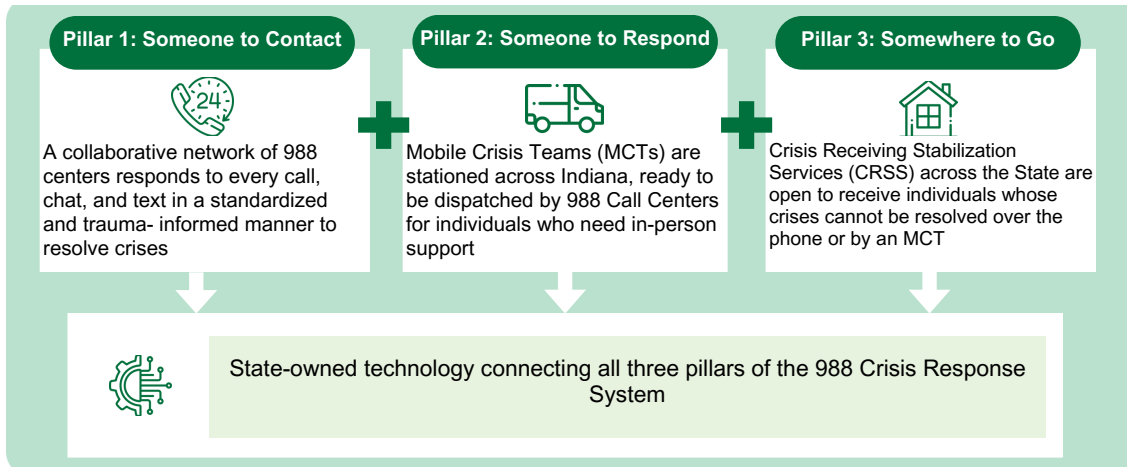 Pillar 1: Someone to Contact
24
A collaborative network of 988
centers responds to every call,
chat, and text in a standardized
and trauma- informed manner to
resolve crises
Pillar 2: Someone to Respond
Mobile Crisis Teams (MCTs) are
stationed across Indiana, ready to
be dispatched by 988 Call Centers
for individuals who need in-person
support
Pillar 3: Somewhere to Go
Crisis Receiving Stabilization
Services (CRSS) across the State are
open to receive individuals whose
crises cannot be resolved over the
phone or by an MCT
State-owned technology connecting all three pillars of the 988 Crisis Response
System